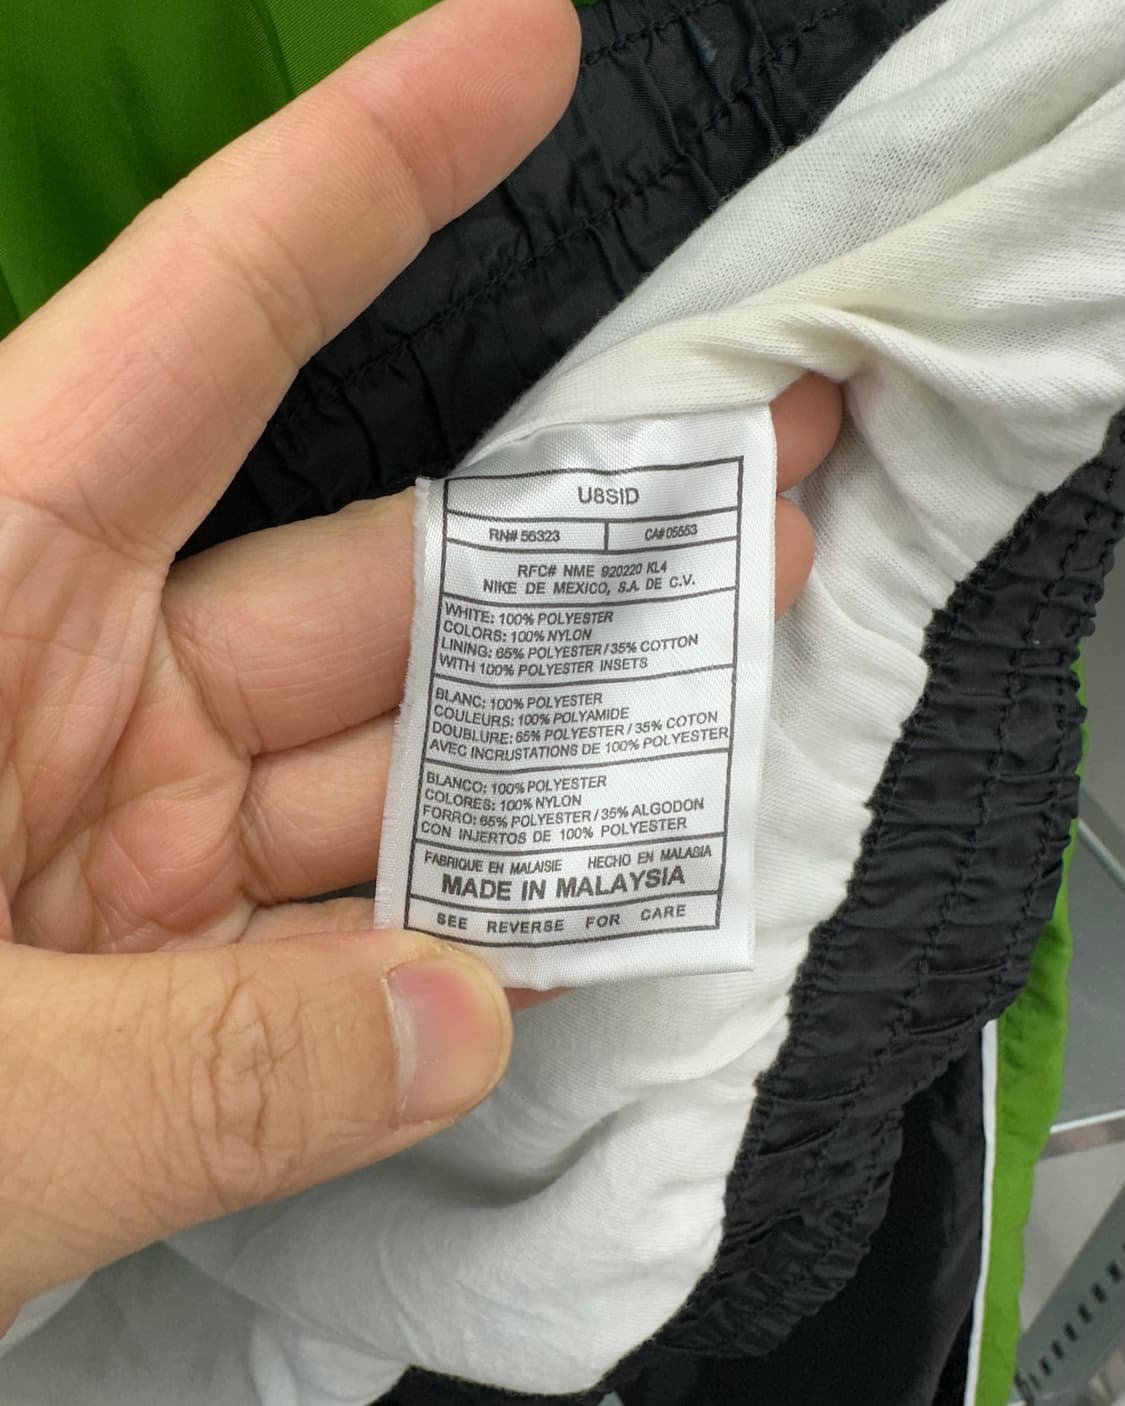 U8SID
RN# 56323 CA# 05553
RFC# NME 920220 KL4
NIKE DE MEXICO, S.A. DE C.V.
WHITE: 100% POLYESTER
COLORS: 100% NYLON
LINING: 65% POLYESTER / 35% COTTON
WITH 100% POLYESTER INSETS
BLANC: 100% POLYESTER
COULEURS: 100% POLYAMIDE
DOUBLURE: 65% POLYESTER / 35% COTON
AVEC INCRUSTATIONS DE 100% POLYESTER
BLANCO: 100% POLYESTER
COLORES: 100% NYLON
FORRO: 65% POLYESTER / 35% ALGODON
CON INJERTOS DE 100% POLYESTER
FABRIQUE EN MALAISIE HECHO EN MALASIA
MADE IN MALAYSIA
SEE REVERSE FOR CARE